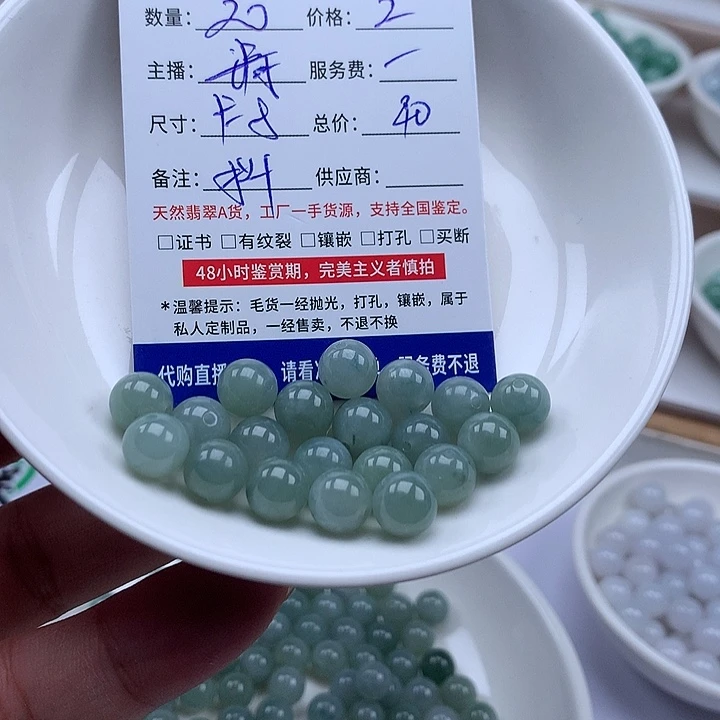 数量: 20 价格: 2
主播: 服务费: 一
尺寸: 卡8 总价: 40
备注: 抖 供应商:
天然翡翠A货，工厂一手货源，支持全国鉴定。
□证书 □有纹裂 □镶嵌 □打孔 □买断
48小时鉴赏期，完美主义者慎拍
*温馨提示：毛货一经抛光，打孔，镶嵌，属于
私人定制品，一经售卖，不退不换
代购直播 请看 服务费不退